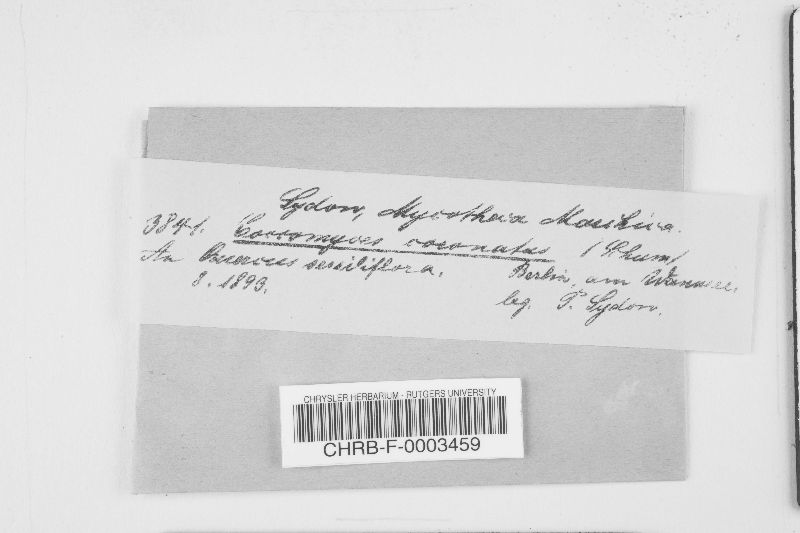 Sydow, Mycotheca Marchica.
3841. Coccomyces coronatus (Schum)
An Quercus sessiliflora. Berlin, am Wannsee.
8. 1893. leg. P. Sydow.
CHRYSLER HERBARIUM - RUTGERS UNIVERSITY
CHRB-F-0003459